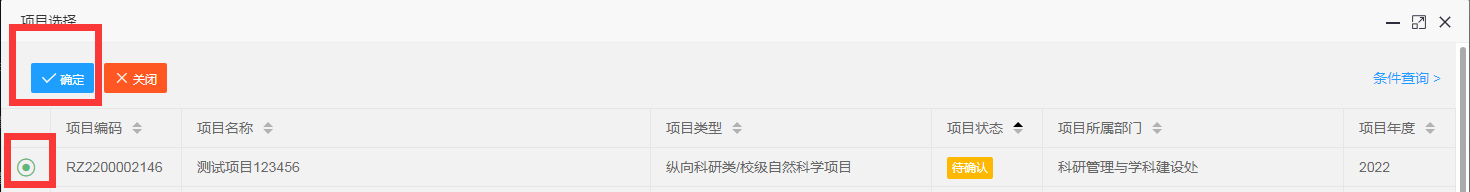 项目选择
确定 关闭 条件查询 >
项目编码 项目名称 项目类型 项目状态 项目所属部门 项目年度
RZ2200002146 测试项目123456 纵向科研类/校级自然科学项目 待确认 科研管理与学科建设处 2022